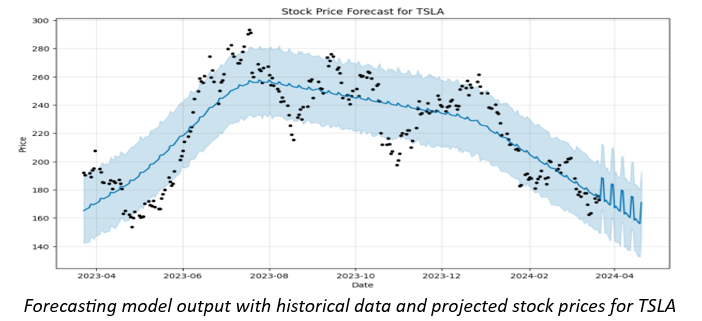 Stock Price Forecast for TSLA
300
280
260
240
220
200
180
160
140
Price
2023-04 2023-06 2023-08 2023-10 2023-12 2024-02 2024-04
Date
Forecasting model output with historical data and projected stock prices for TSLA